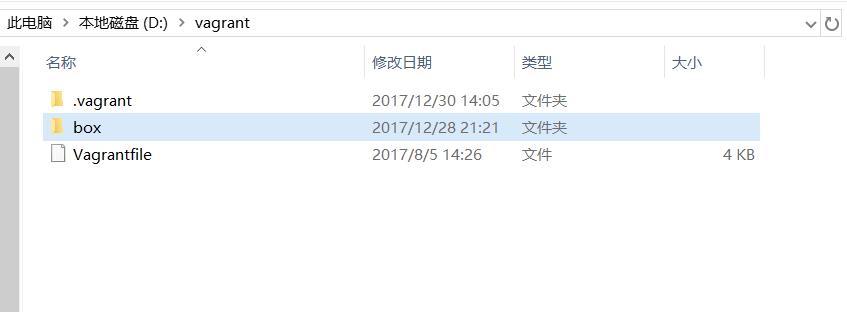 此电脑 > 本地磁盘 (D:) > vagrant
名称 修改日期 类型 大小
.vagrant 2017/12/30 14:05 文件夹
box 2017/12/28 21:21 文件夹
Vagrantfile 2017/8/5 14:26 文件 4 KB